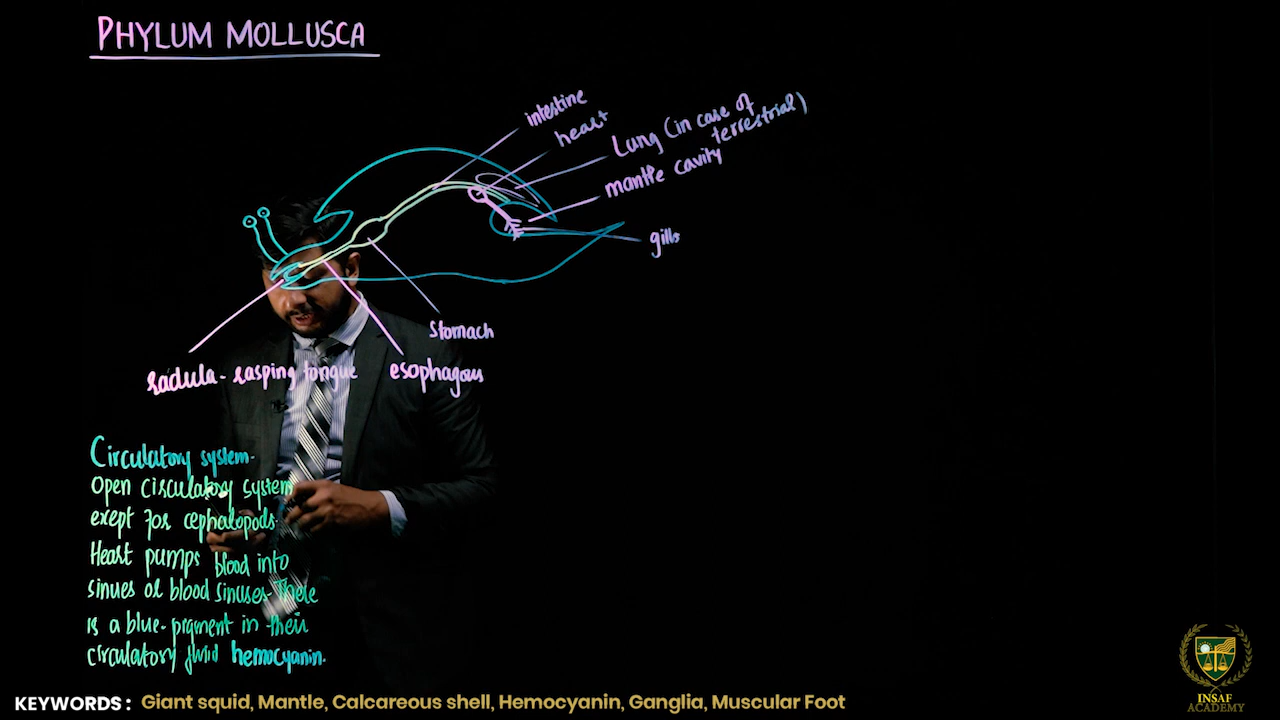 PHYLUM MOLLUSCA
intestine
heart
Lung (in case of
terrestrial)
mantle cavity
gills
stomach
radula - rasping tongue
esophagous
Circulatory system-
Open circulatory system
exept for cephalopods-
Heart pumps blood into
sinues or blood sinuses- There
is a blue-pigment in their
circulatory fluid hemocyanin.
KEYWORDS : Giant squid, Mantle, Calcareous shell, Hemocyanin, Ganglia, Muscular Foot
INSAF
ACADEMY